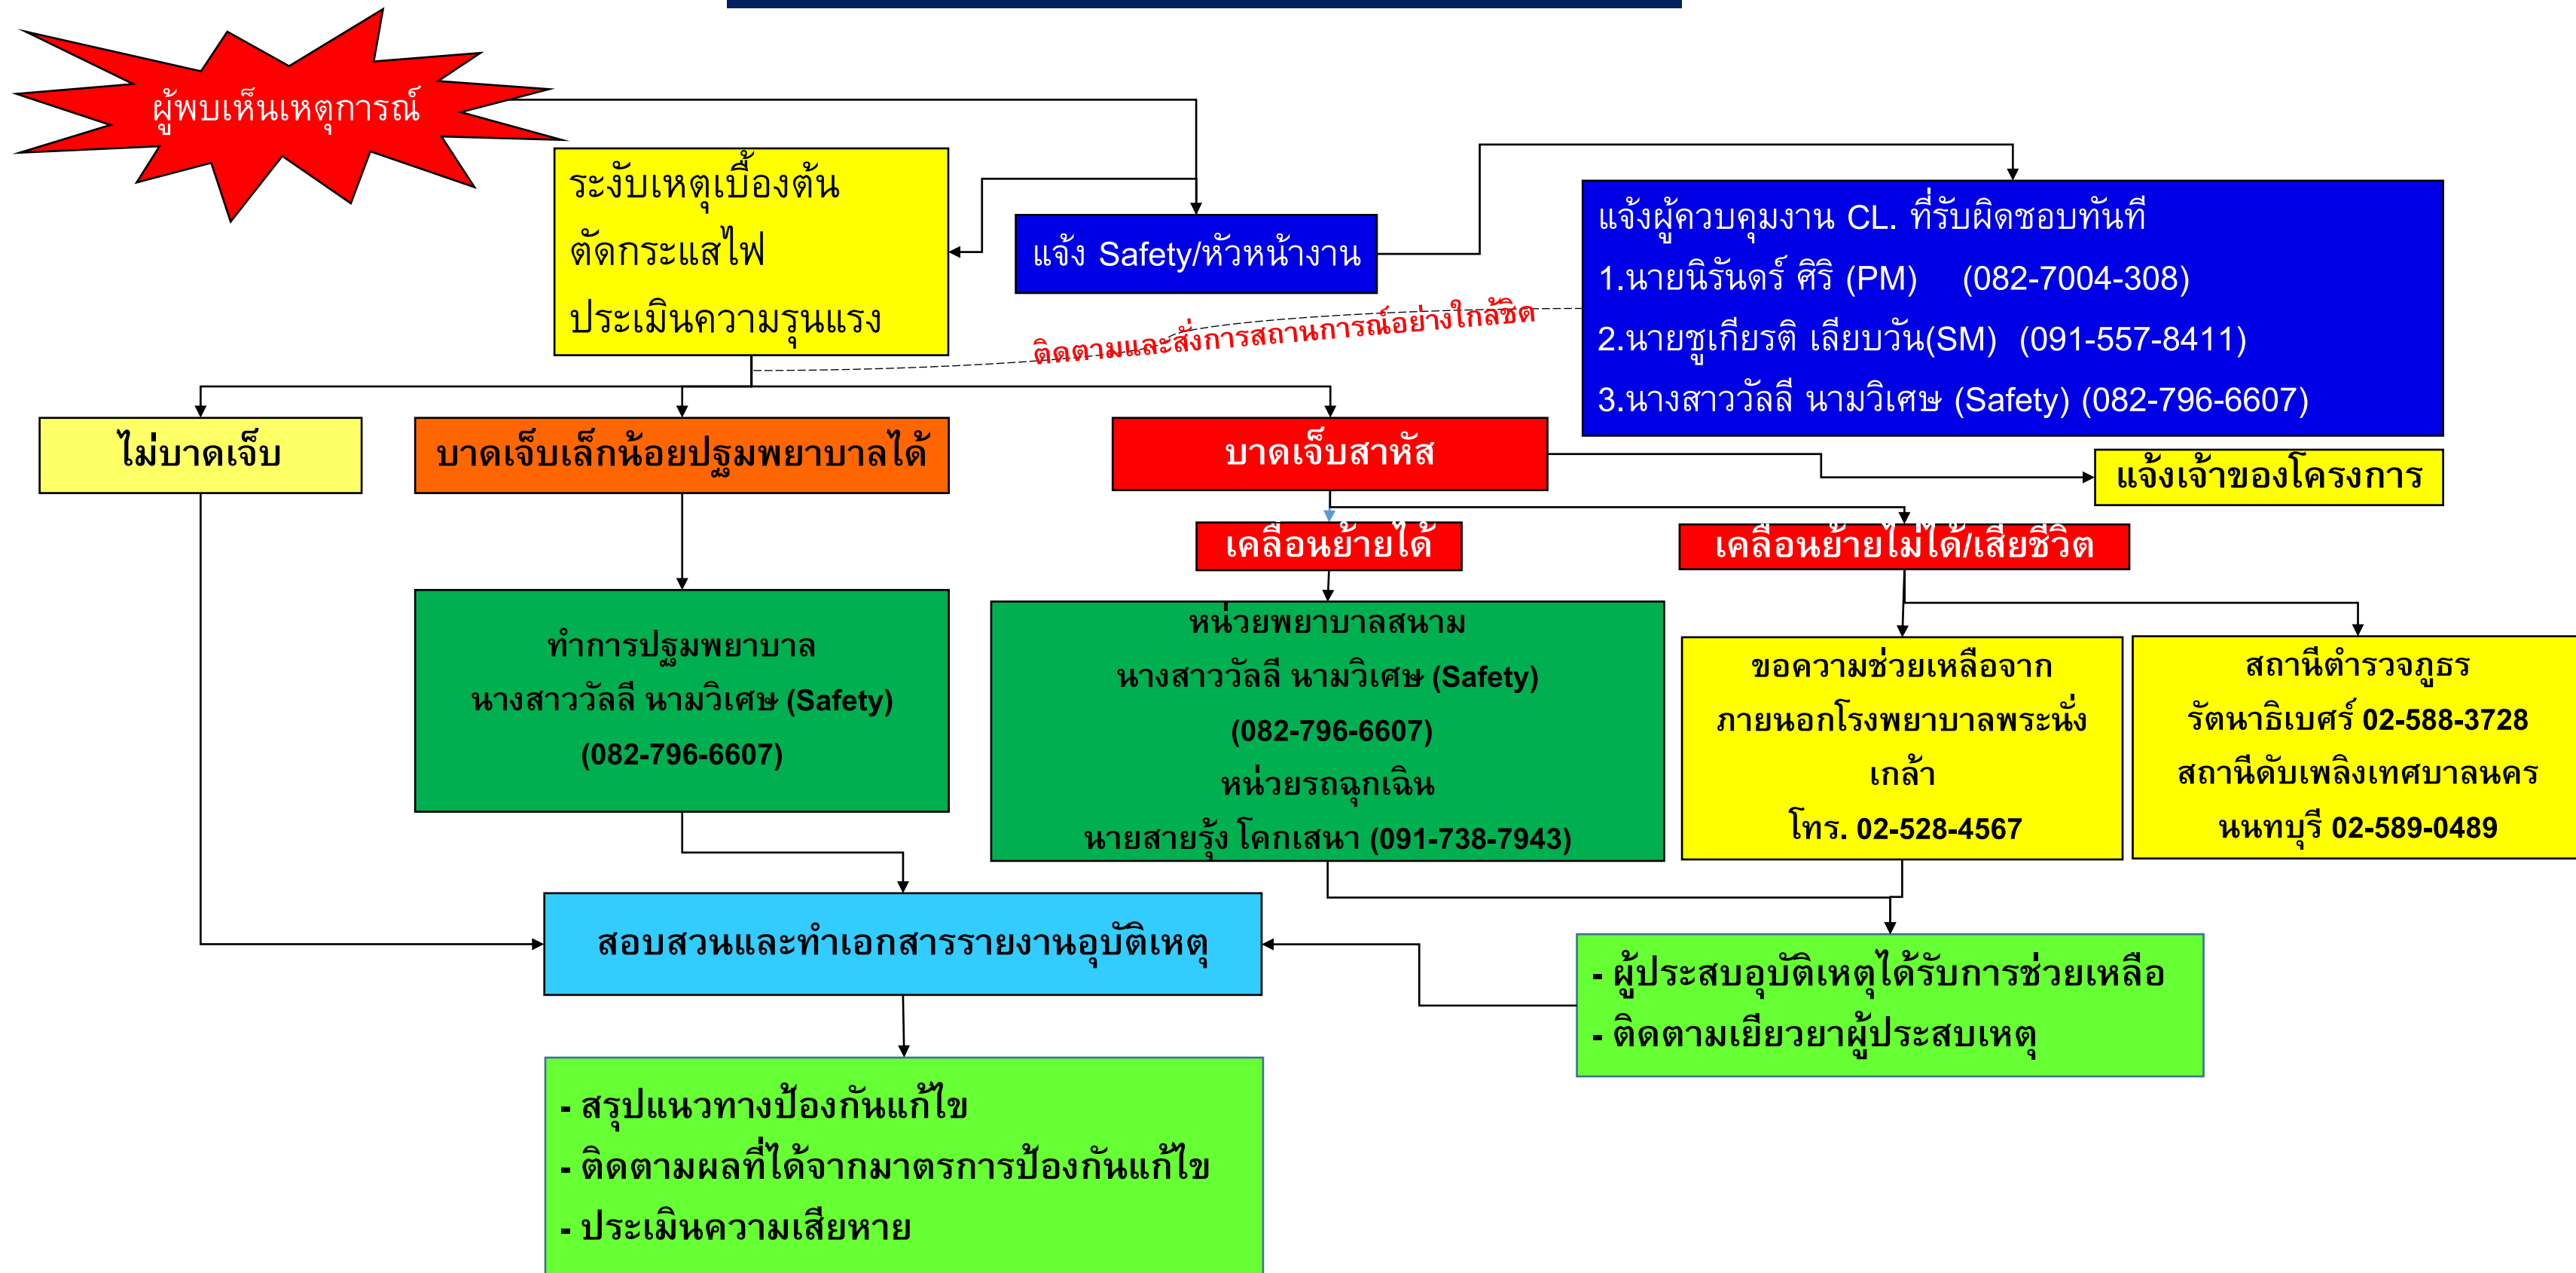 ผู้พบเห็นเหตุการณ์
ระงับเหตุเบื้องต้น
ตัดกระแสไฟ
ประเมินความรุนแรง
แจ้ง Safety/หัวหน้างาน
แจ้งผู้ควบคุมงาน CL. ที่รับผิดชอบทันที
1.นายนิรันดร์ ศิริ (PM) (082-7004-308)
2.นายชูเกียรติ เลียบวัน(SM) (091-557-8411)
3.นางสาววัลลี นามวิเศษ (Safety) (082-796-6607)
ติดตามและสั่งการสถานการณ์อย่างใกล้ชิด
ไม่บาดเจ็บ
บาดเจ็บเล็กน้อยปฐมพยาบาลได้
บาดเจ็บสาหัส
แจ้งเจ้าของโครงการ
เคลื่อนย้ายได้
เคลื่อนย้ายไม่ได้/เสียชีวิต
ทำการปฐมพยาบาล
นางสาววัลลี นามวิเศษ (Safety)
(082-796-6607)
หน่วยพยาบาลสนาม
นางสาววัลลี นามวิเศษ (Safety)
(082-796-6607)
หน่วยรถฉุกเฉิน
นายสายรุ้ง โคกเสนา (091-738-7943)
ขอความช่วยเหลือจาก
ภายนอกโรงพยาบาลพระนั่ง
เกล้า
โทร. 02-528-4567
สถานีตำรวจภูธร
รัตนาธิเบศร์ 02-588-3728
สถานีดับเพลิงเทศบาลนคร
นนทบุรี 02-589-0489
สอบสวนและทำเอกสารรายงานอุบัติเหตุ
- ผู้ประสบอุบัติเหตุได้รับการช่วยเหลือ
- ติดตามเยียวยาผู้ประสบเหตุ
- สรุปแนวทางป้องกันแก้ไข
- ติดตามผลที่ได้จากมาตรการป้องกันแก้ไข
- ประเมินความเสียหาย